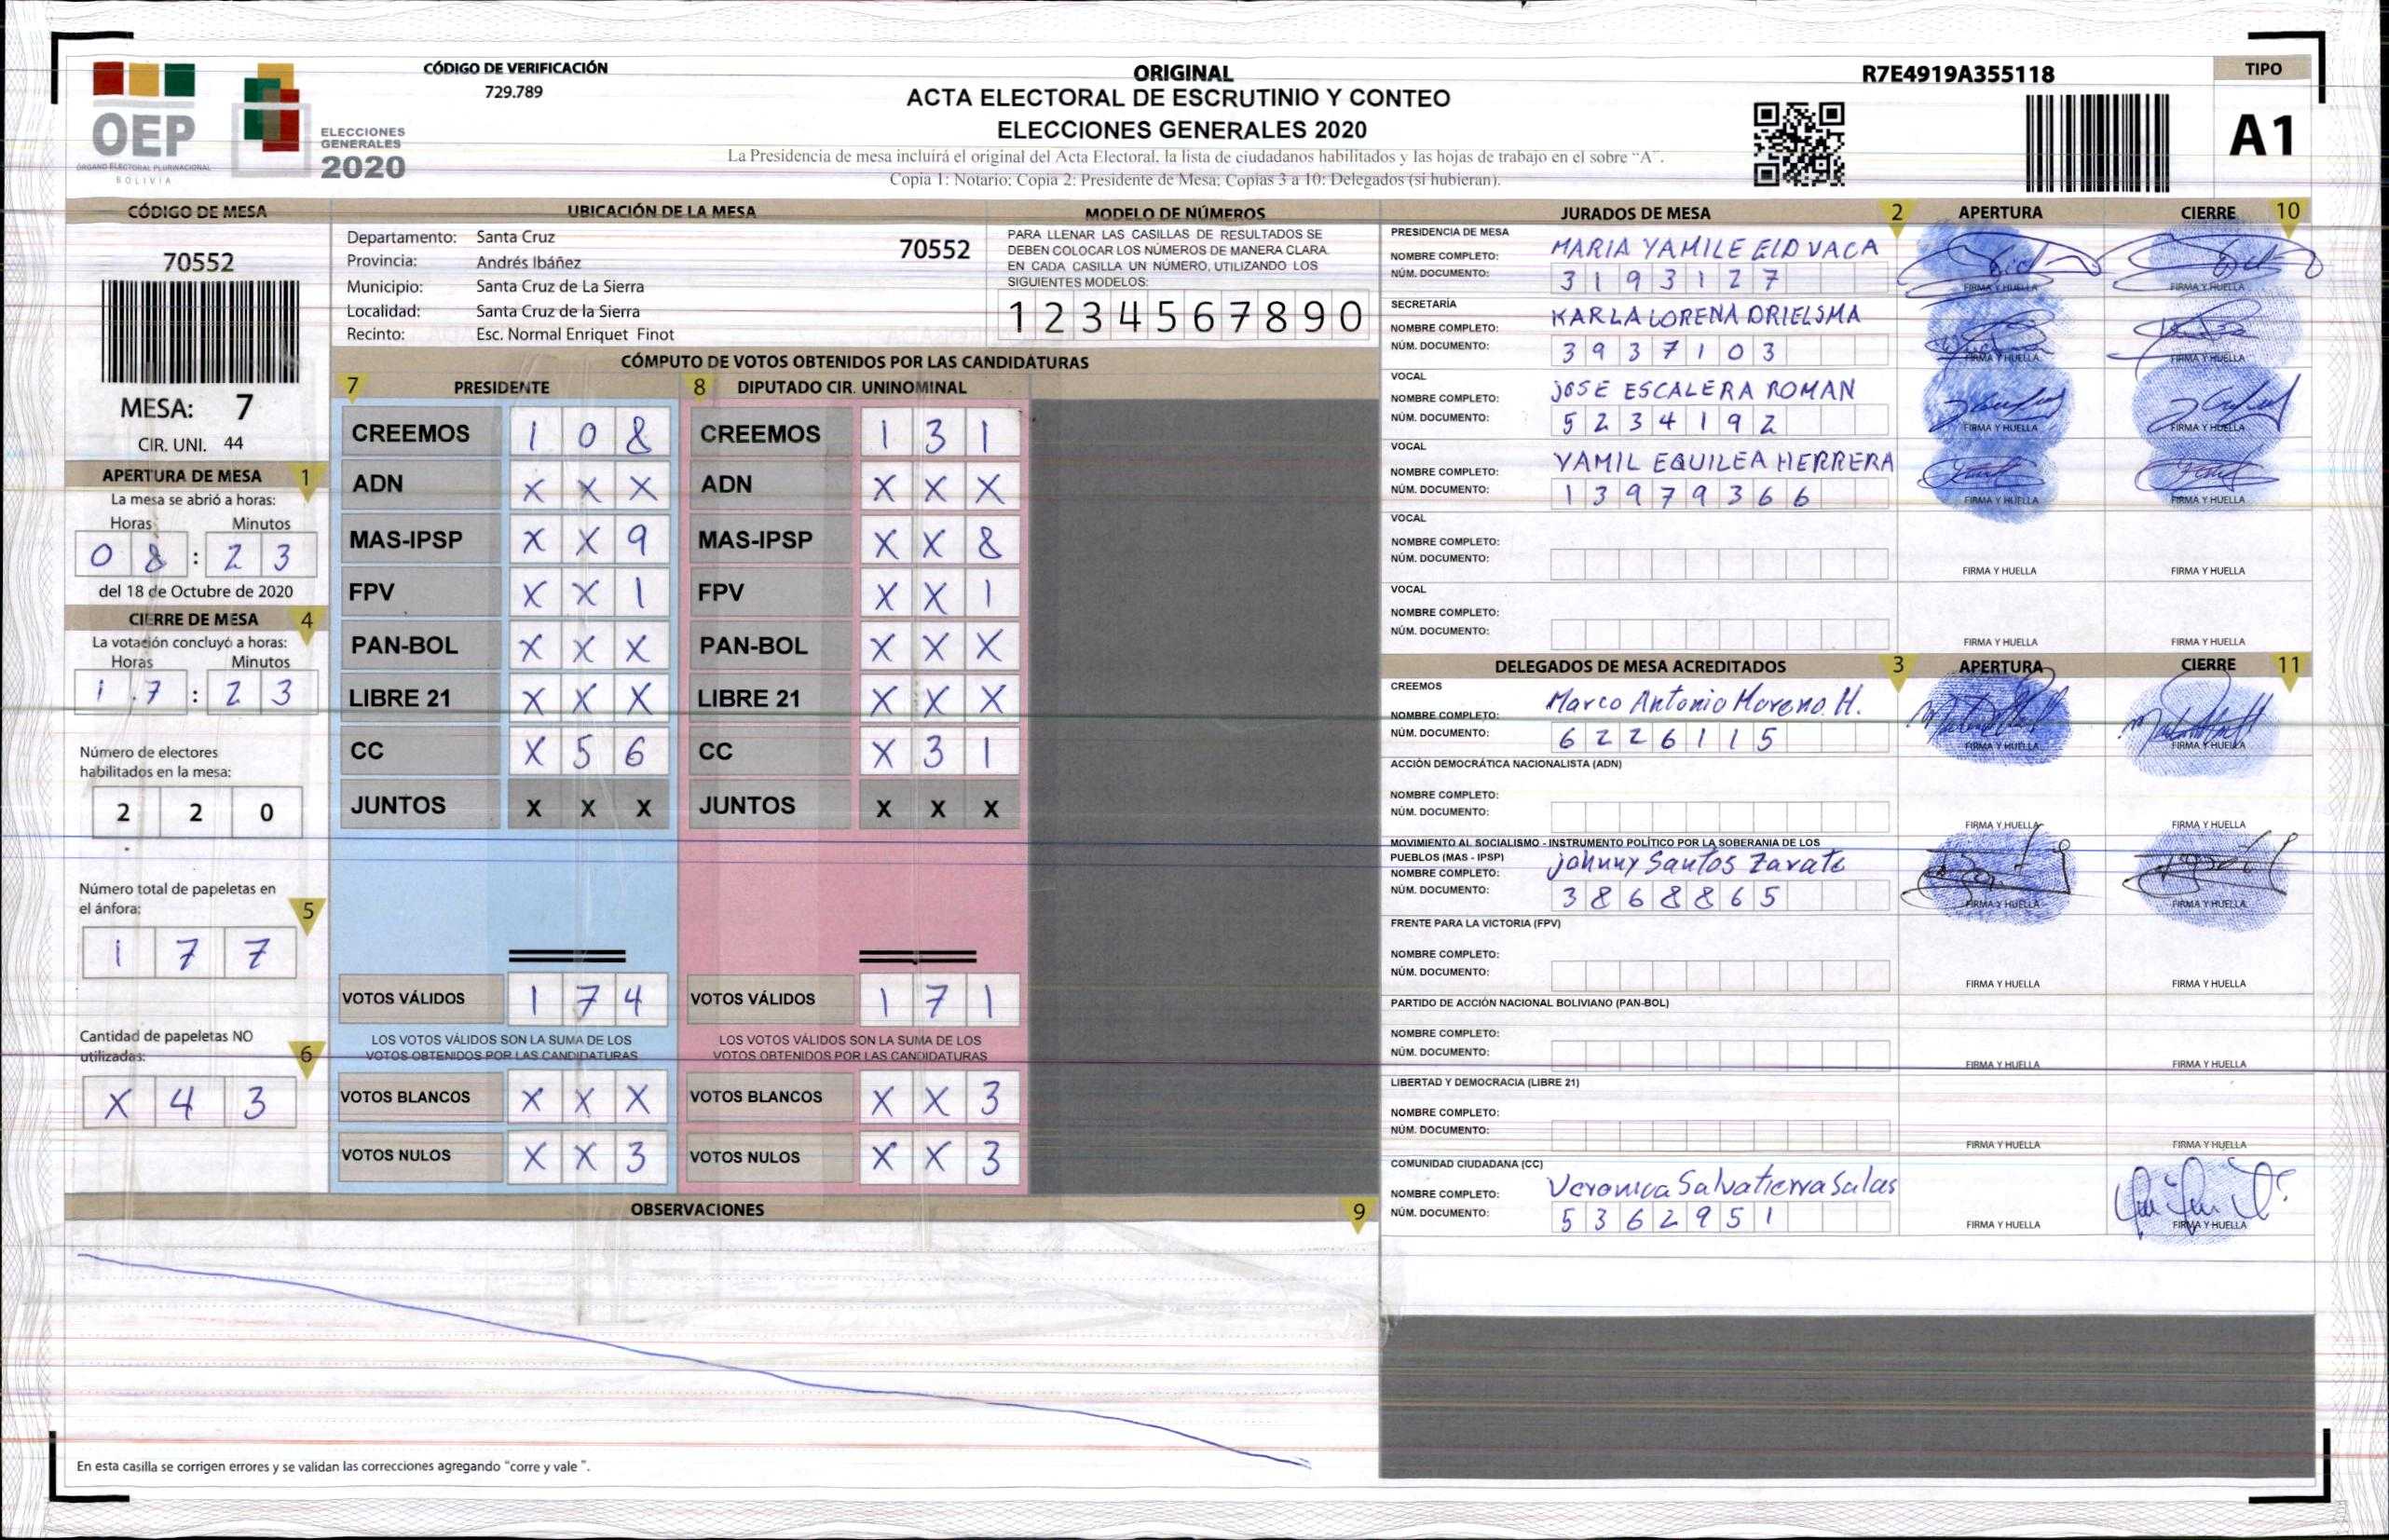 OEP
ÓRGANO ELECTORAL PLURINACIONAL
BOLIVIA
ELECCIONES
GENERALES
2020
CÓDIGO DE VERIFICACIÓN
729.789
ORIGINAL
ACTA ELECTORAL DE ESCRUTINIO Y CONTEO
ELECCIONES GENERALES 2020
La Presidencia de mesa incluirá el original del Acta Electoral, la lista de ciudadanos habilitados y las hojas de trabajo en el sobre "A".
Copia 1: Notario; Copia 2: Presidente de Mesa; Copias 3 a 10: Delegados (si hubieran).
R7E4919A355118
TIPO
A1
CÓDIGO DE MESA
70552
MESA: 7
CIR. UNI. 44
APERTURA DE MESA 1
La mesa se abrió a horas:
Horas Minutos
0 8 : 2 3
del 18 de Octubre de 2020
CIERRE DE MESA 4
La votación concluyó a horas:
Horas Minutos
1 7 : 2 3
Número de electores
habilitados en la mesa:
2 2 0
Número total de papeletas en
el ánfora: 5
1 7 7
Cantidad de papeletas NO
utilizadas: 6
X 4 3
UBICACIÓN DE LA MESA
Departamento: Santa Cruz 70552
Provincia: Andrés Ibáñez
Municipio: Santa Cruz de La Sierra
Localidad: Santa Cruz de la Sierra
Recinto: Esc. Normal Enriquet Finot
MODELO DE NÚMEROS
PARA LLENAR LAS CASILLAS DE RESULTADOS SE
DEBEN COLOCAR LOS NÚMEROS DE MANERA CLARA.
EN CADA CASILLA UN NÚMERO, UTILIZANDO LOS
SIGUIENTES MODELOS:
1 2 3 4 5 6 7 8 9 0
CÓMPUTO DE VOTOS OBTENIDOS POR LAS CANDIDATURAS
7 PRESIDENTE 8 DIPUTADO CIR. UNINOMINAL
CREEMOS 1 0 8 CREEMOS 1 3 1
ADN X X X ADN X X X
MAS-IPSP X X 9 MAS-IPSP X X 8
FPV X X 1 FPV X X 1
PAN-BOL X X X PAN-BOL X X X
LIBRE 21 X X X LIBRE 21 X X X
CC X 5 6 CC X 3 1
JUNTOS X X X JUNTOS X X X
VOTOS VÁLIDOS 1 7 4 VOTOS VÁLIDOS 1 7 1
LOS VOTOS VÁLIDOS SON LA SUMA DE LOS LOS VOTOS VÁLIDOS SON LA SUMA DE LOS
VOTOS OBTENIDOS POR LAS CANDIDATURAS VOTOS OBTENIDOS POR LAS CANDIDATURAS
VOTOS BLANCOS X X X VOTOS BLANCOS X X 3
VOTOS NULOS X X 3 VOTOS NULOS X X 3
OBSERVACIONES 9
En esta casilla se corrigen errores y se validan las correcciones agregando "corre y vale ".
JURADOS DE MESA 2 APERTURA CIERRE 10
PRESIDENCIA DE MESA
NOMBRE COMPLETO: MARIA YAMILE EID VACA
NÚM. DOCUMENTO: 3 1 9 3 1 2 7
FIRMA Y HUELLA FIRMA Y HUELLA
SECRETARÍA
NOMBRE COMPLETO: KARLA LORENA DRIELSMA
NÚM. DOCUMENTO: 3 9 3 7 1 0 3
FIRMA Y HUELLA FIRMA Y HUELLA
VOCAL
NOMBRE COMPLETO: JOSE ESCALERA ROMAN
NÚM. DOCUMENTO: 5 2 3 4 1 9 2
FIRMA Y HUELLA FIRMA Y HUELLA
VOCAL
NOMBRE COMPLETO: YAMIL EQUILEA HERRERA
NÚM. DOCUMENTO: 1 3 9 7 9 3 6 6
FIRMA Y HUELLA FIRMA Y HUELLA
VOCAL
NOMBRE COMPLETO:
NÚM. DOCUMENTO:
FIRMA Y HUELLA FIRMA Y HUELLA
VOCAL
NOMBRE COMPLETO:
NÚM. DOCUMENTO:
FIRMA Y HUELLA FIRMA Y HUELLA
DELEGADOS DE MESA ACREDITADOS 3 APERTURA CIERRE 11
CREEMOS
NOMBRE COMPLETO: Marco Antonio Moreno. H.
NÚM. DOCUMENTO: 6 2 2 6 1 1 5
FIRMA Y HUELLA FIRMA Y HUELLA
ACCIÓN DEMOCRÁTICA NACIONALISTA (ADN)
NOMBRE COMPLETO:
NÚM. DOCUMENTO:
FIRMA Y HUELLA FIRMA Y HUELLA
MOVIMIENTO AL SOCIALISMO - INSTRUMENTO POLÍTICO POR LA SOBERANIA DE LOS
PUEBLOS (MAS - IPSP)
NOMBRE COMPLETO: Johnny Santos Zarate
NÚM. DOCUMENTO: 3 8 6 8 8 6 5
FIRMA Y HUELLA FIRMA Y HUELLA
FRENTE PARA LA VICTORIA (FPV)
NOMBRE COMPLETO:
NÚM. DOCUMENTO:
FIRMA Y HUELLA FIRMA Y HUELLA
PARTIDO DE ACCIÓN NACIONAL BOLIVIANO (PAN-BOL)
NOMBRE COMPLETO:
NÚM. DOCUMENTO:
FIRMA Y HUELLA FIRMA Y HUELLA
LIBERTAD Y DEMOCRACIA (LIBRE 21)
NOMBRE COMPLETO:
NÚM. DOCUMENTO:
FIRMA Y HUELLA FIRMA Y HUELLA
COMUNIDAD CIUDADANA (CC)
NOMBRE COMPLETO: Veronica Salvatierra Salas
NÚM. DOCUMENTO: 5 3 6 2 9 5 1
FIRMA Y HUELLA FIRMA Y HUELLA